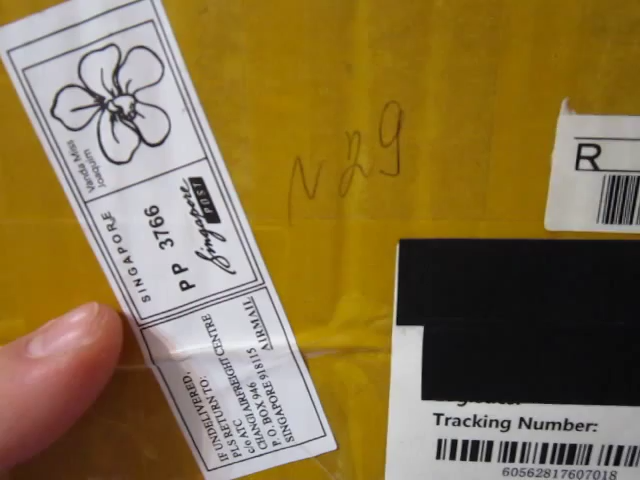 Vanda Miss
Joaquim
SINGAPORE
PP 3766
Singapore
POST
IF UNDELIVERED,
PLS RETURN TO:
c/o ATC
CHANGI AIRFREIGHT CENTRE
P. O. BOX 946
SINGAPORE 918115 AIRMAIL
N29
R
Tracking Number:
60562817607018